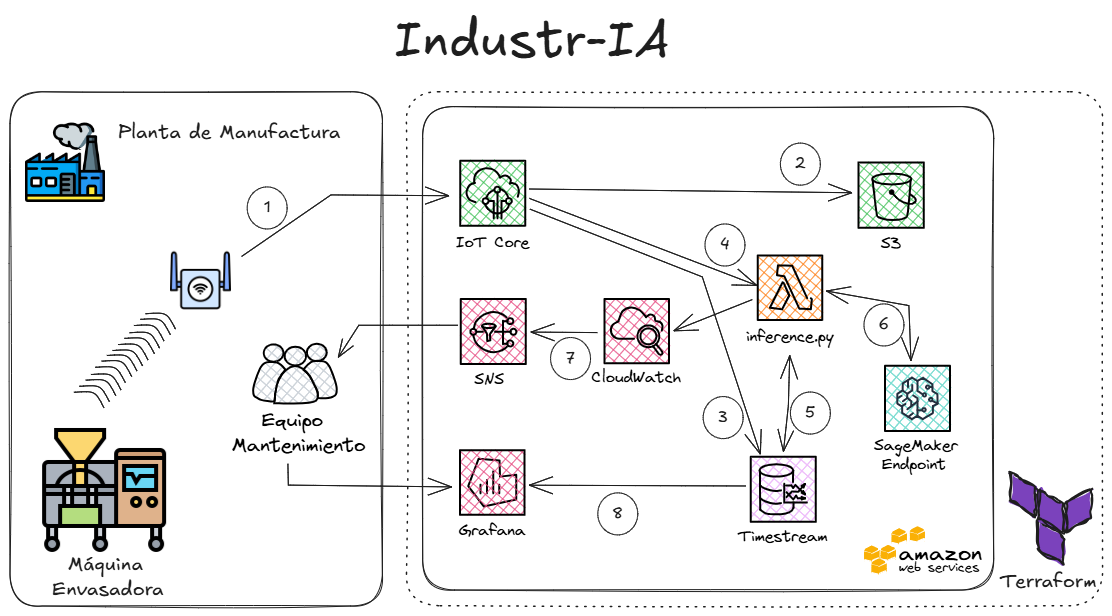 Industr-IA
Planta de Manufactura
1
2
IoT Core
S3
4
inference.py
6
SNS
7
CloudWatch
Equipo
Mantenimiento
3
5
SageMaker
Endpoint
Grafana
8
Timestream
Máquina
Envasadora
amazon
web services
Terraform